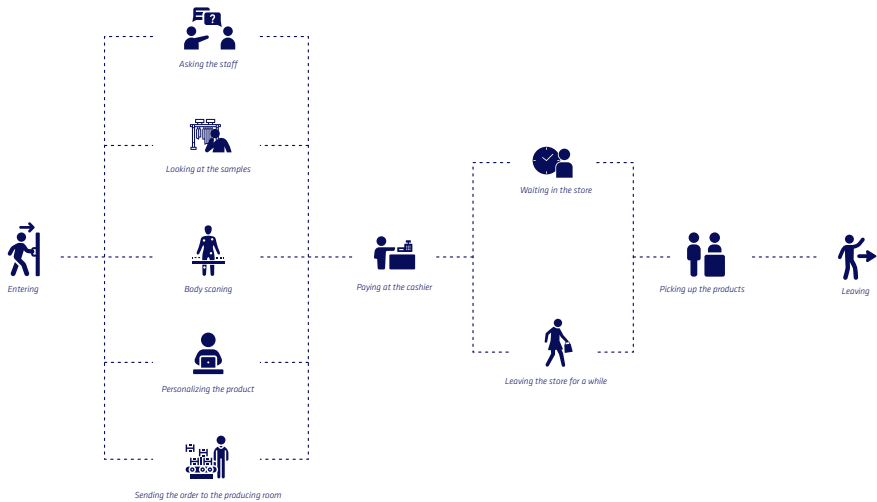 Asking the staff
Looking at the samples
Entering
Body scaning
Personalizing the product
Sending the order to the producing room
Paying at the cashier
Waiting in the store
Leaving the store for a while
Picking up the products
Leaving
?